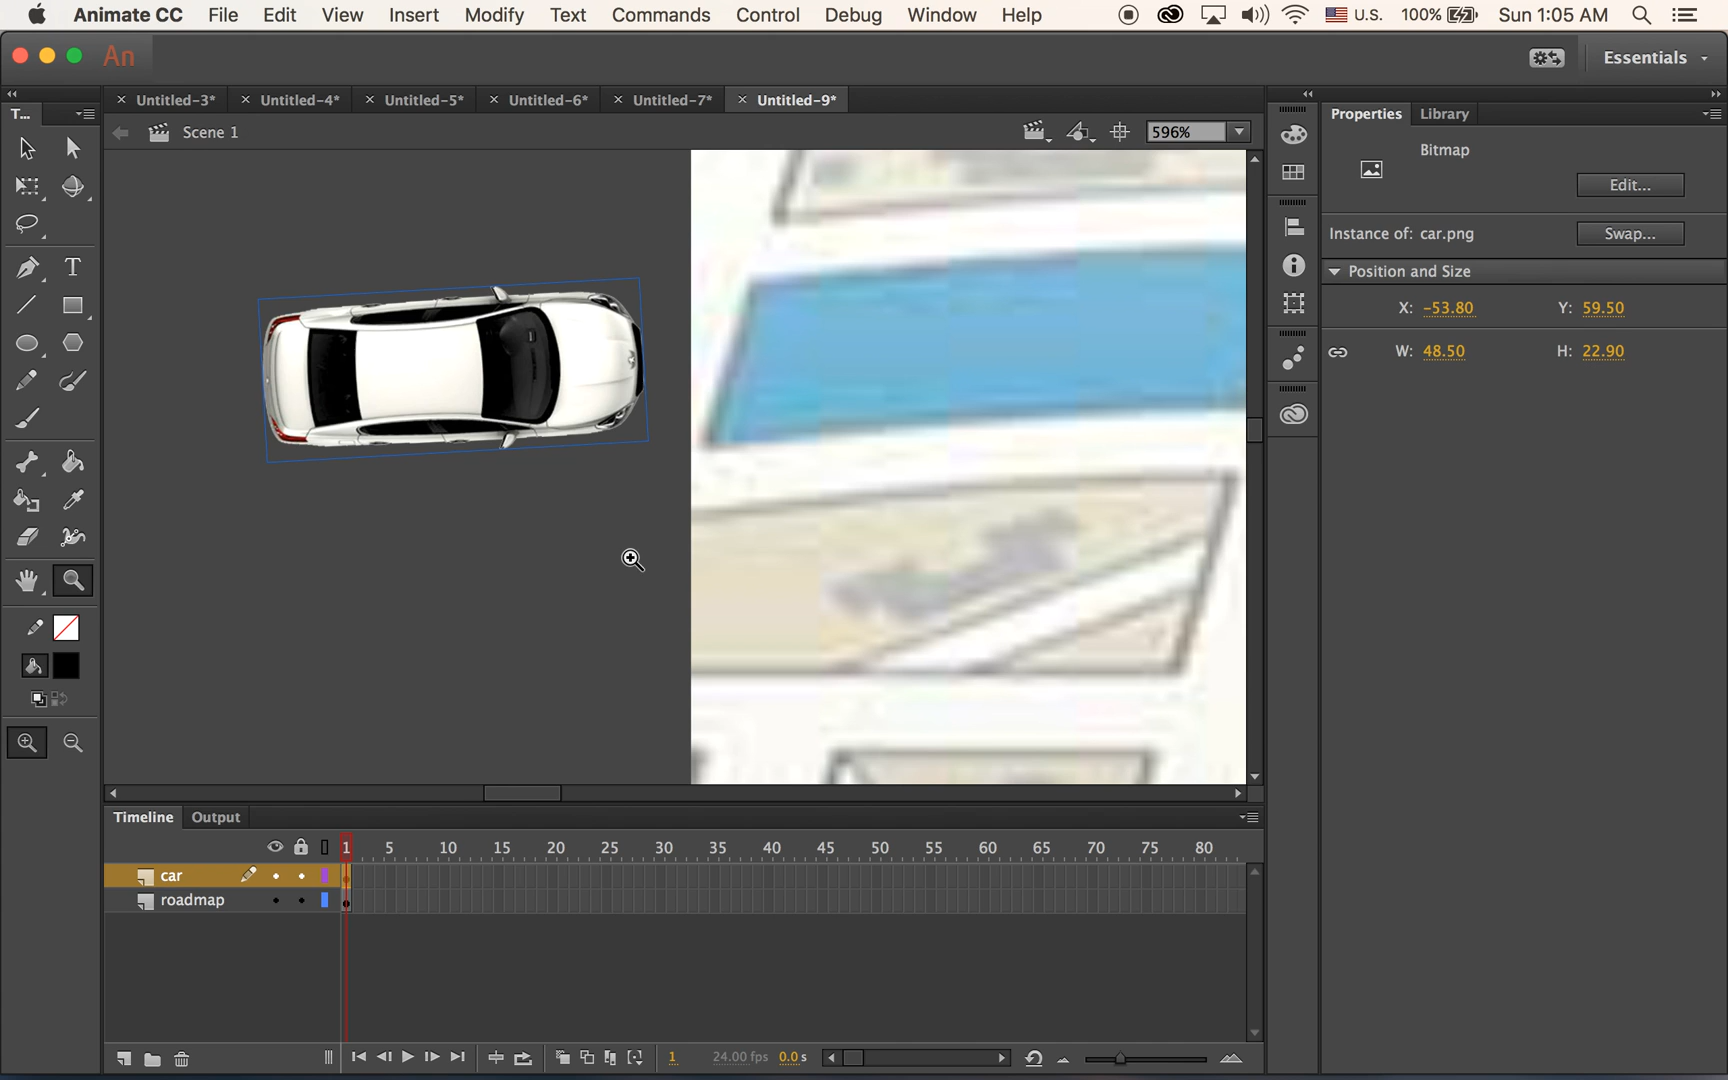 Animate CC File Edit View Insert Modify Text Commands Control Debug Window Help U.S. 100% Sun 1:05 AM
An Essentials
T... Untitled-3* Untitled-4* Untitled-5* Untitled-6* Untitled-7* Untitled-9* Properties Library
Scene 1 596%
Bitmap
Edit...
Instance of: car.png Swap...
Position and Size
X: -53.80 Y: 59.50
W: 48.50 H: 22.90
Timeline Output
1 5 10 15 20 25 30 35 40 45 50 55 60 65 70 75 80
car
roadmap
1 24.00 fps 0.0 s